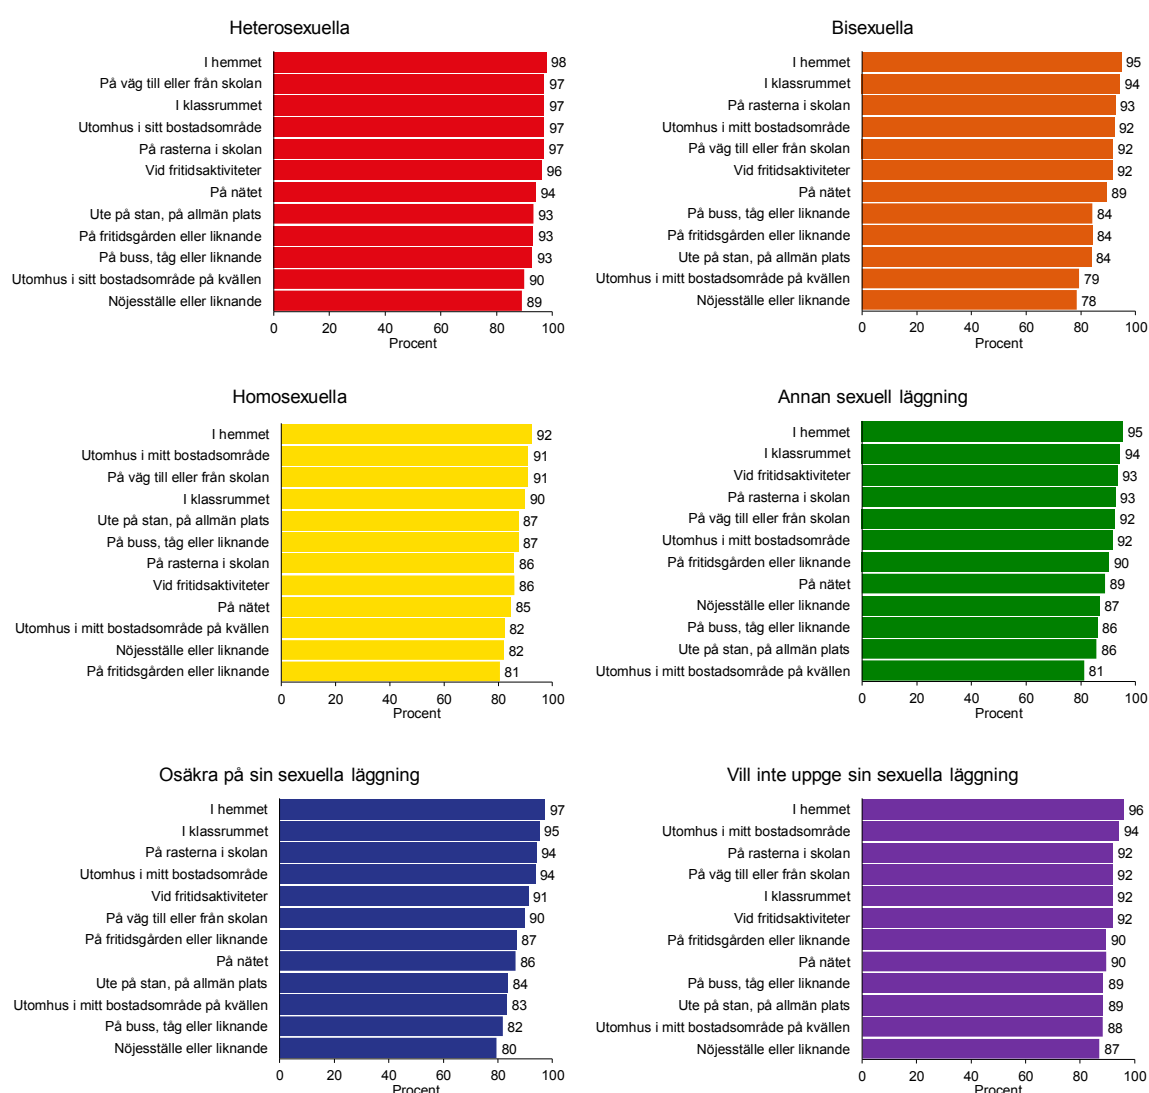 Heterosexuella
I hemmet 98
På väg till eller från skolan 97
I klassrummet 97
Utomhus i sitt bostadsområde 97
På rasterna i skolan 97
Vid fritidsaktiviteter 96
På nätet 94
Ute på stan, på allmän plats 93
På fritidsgården eller liknande 93
På buss, tåg eller liknande 93
Utomhus i sitt bostadsområde på kvällen 90
Nöjesställe eller liknande 89
0 20 40 60 80 100
Procent
Bisexuella
I hemmet 95
I klassrummet 94
På rasterna i skolan 93
Utomhus i mitt bostadsområde 92
På väg till eller från skolan 92
Vid fritidsaktiviteter 92
På nätet 89
På buss, tåg eller liknande 84
På fritidsgården eller liknande 84
Ute på stan, på allmän plats 84
Utomhus i mitt bostadsområde på kvällen 79
Nöjesställe eller liknande 78
0 20 40 60 80 100
Procent
Homosexuella
I hemmet 92
Utomhus i mitt bostadsområde 91
På väg till eller från skolan 91
I klassrummet 90
Ute på stan, på allmän plats 87
På buss, tåg eller liknande 87
På rasterna i skolan 86
Vid fritidsaktiviteter 86
På nätet 85
Utomhus i mitt bostadsområde på kvällen 82
Nöjesställe eller liknande 82
På fritidsgården eller liknande 81
0 20 40 60 80 100
Procent
Annan sexuell läggning
I hemmet 95
I klassrummet 94
Vid fritidsaktiviteter 93
På rasterna i skolan 93
På väg till eller från skolan 92
Utomhus i mitt bostadsområde 92
På fritidsgården eller liknande 90
På nätet 89
Nöjesställe eller liknande 87
På buss, tåg eller liknande 86
Ute på stan, på allmän plats 86
Utomhus i mitt bostadsområde på kvällen 81
0 20 40 60 80 100
Procent
Osäkra på sin sexuella läggning
I hemmet 97
I klassrummet 95
På rasterna i skolan 94
Utomhus i mitt bostadsområde 94
Vid fritidsaktiviteter 91
På väg till eller från skolan 90
På fritidsgården eller liknande 87
På nätet 86
Ute på stan, på allmän plats 84
Utomhus i mitt bostadsområde på kvällen 83
På buss, tåg eller liknande 82
Nöjesställe eller liknande 80
0 20 40 60 80 100
Procent
Vill inte uppge sin sexuella läggning
I hemmet 96
Utomhus i mitt bostadsområde 94
På rasterna i skolan 92
På väg till eller från skolan 92
I klassrummet 92
Vid fritidsaktiviteter 92
På fritidsgården eller liknande 90
På nätet 90
På buss, tåg eller liknande 89
Ute på stan, på allmän plats 89
Utomhus i mitt bostadsområde på kvällen 88
Nöjesställe eller liknande 87
0 20 40 60 80 100
Procent